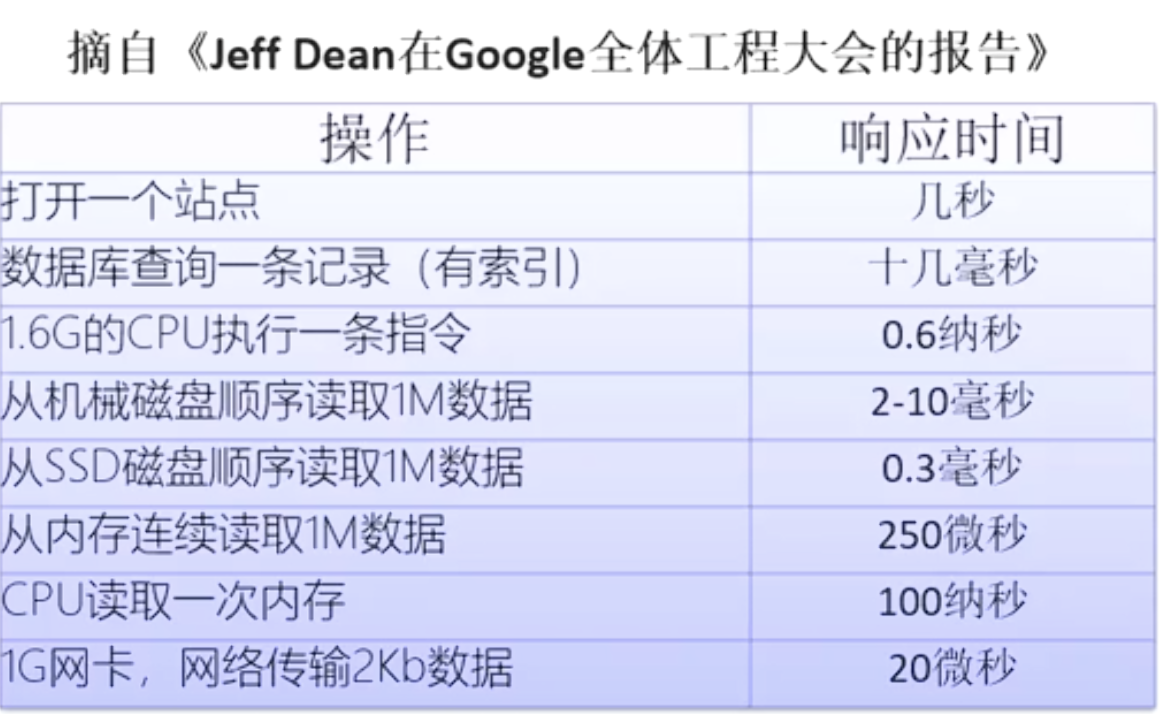 摘自《Jeff Dean在Google全体工程大会的报告》
操作 响应时间
打开一个站点 几秒
数据库查询一条记录（有索引） 十几毫秒
1.6G的CPU执行一条指令 0.6纳秒
从机械磁盘顺序读取1M数据 2-10毫秒
从SSD磁盘顺序读取1M数据 0.3毫秒
从内存连续读取1M数据 250微秒
CPU读取一次内存 100纳秒
1G网卡，网络传输2Kb数据 20微秒